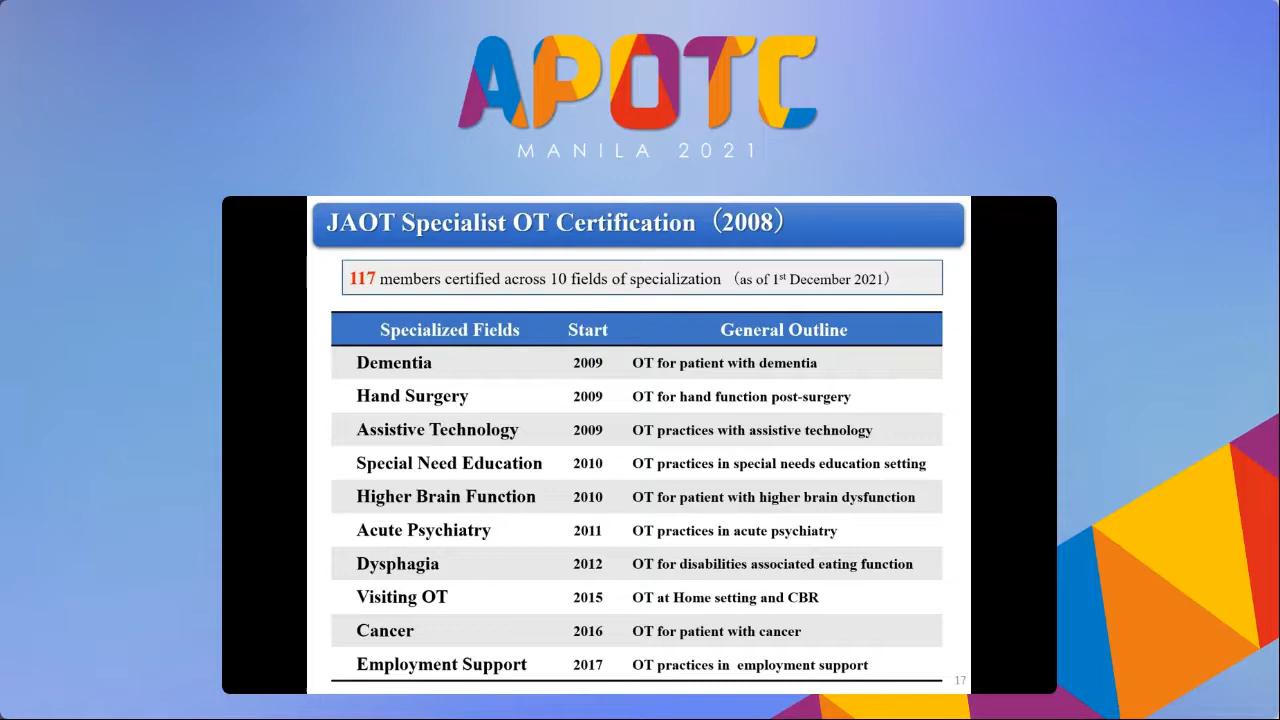 APOTC
MANILA 2021
JAOT Specialist OT Certification（2008）
117 members certified across 10 fields of specialization （as of 1st December 2021）
Specialized Fields Start General Outline
Dementia 2009 OT for patient with dementia
Hand Surgery 2009 OT for hand function post-surgery
Assistive Technology 2009 OT practices with assistive technology
Special Need Education 2010 OT practices in special needs education setting
Higher Brain Function 2010 OT for patient with higher brain dysfunction
Acute Psychiatry 2011 OT practices in acute psychiatry
Dysphagia 2012 OT for disabilities associated eating function
Visiting OT 2015 OT at Home setting and CBR
Cancer 2016 OT for patient with cancer
Employment Support 2017 OT practices in employment support
17